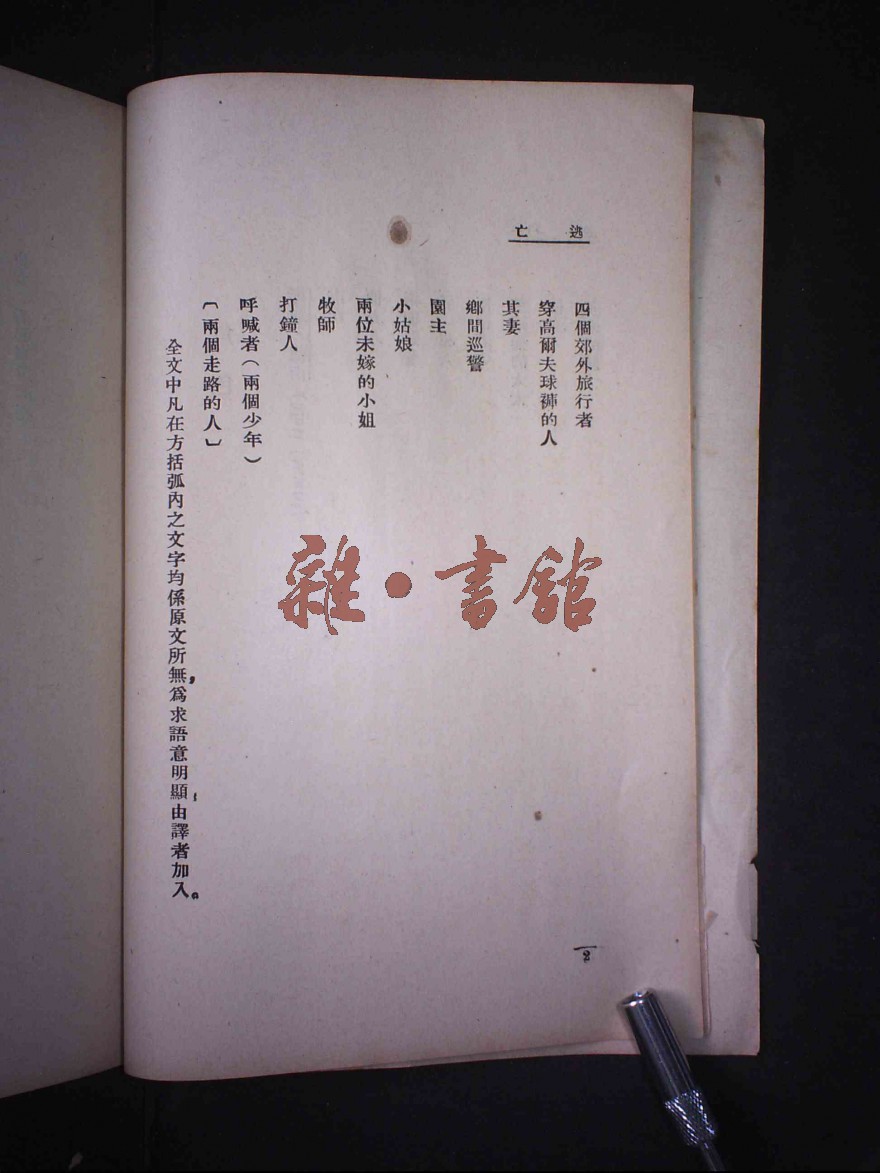 逃亡
四個郊外旅行者
穿高爾夫球褲的人
其妻
鄉間巡警
園主
小姑娘
兩位未嫁的小姐
牧師
打鐘人
呼喊者(兩個少年)
〔兩個走路的人〕
全文中凡在方括弧內之文字均係原文所無,爲求語意明顯,由譯者加入。
2
雜·書館